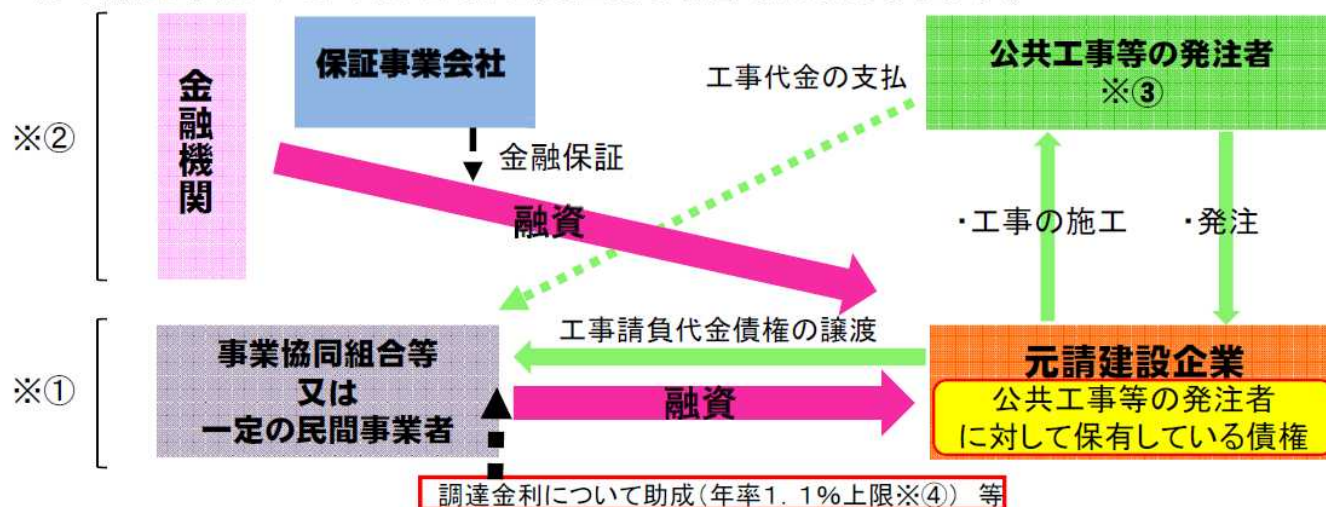 保証事業会社
公共工事等の発注者
※③
工事代金の支払
金融機関
※②
金融保証
融資
・工事の施工
・発注
工事請負代金債権の譲渡
事業協同組合等
又は
一定の民間事業者
※①
融資
元請建設企業
公共工事等の発注者
に対して保有している債権
調達金利について助成(年率1.1%上限※④) 等